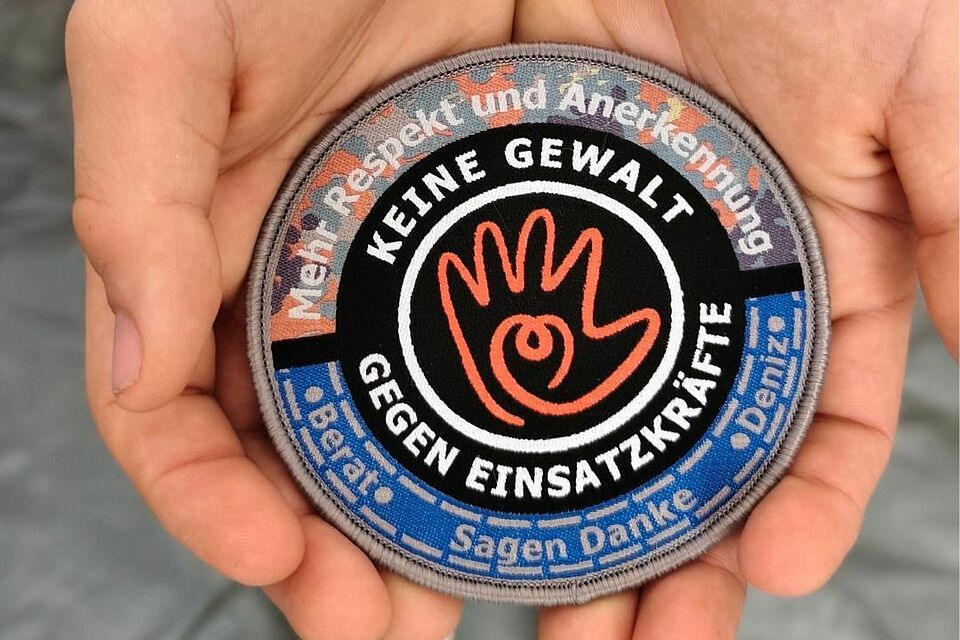 Mehr Respekt und Anerkennung
KEINE GEWALT
GEGEN EINSATZKRÄFTE
• Berat •
Sagen Danke
• Deniz •